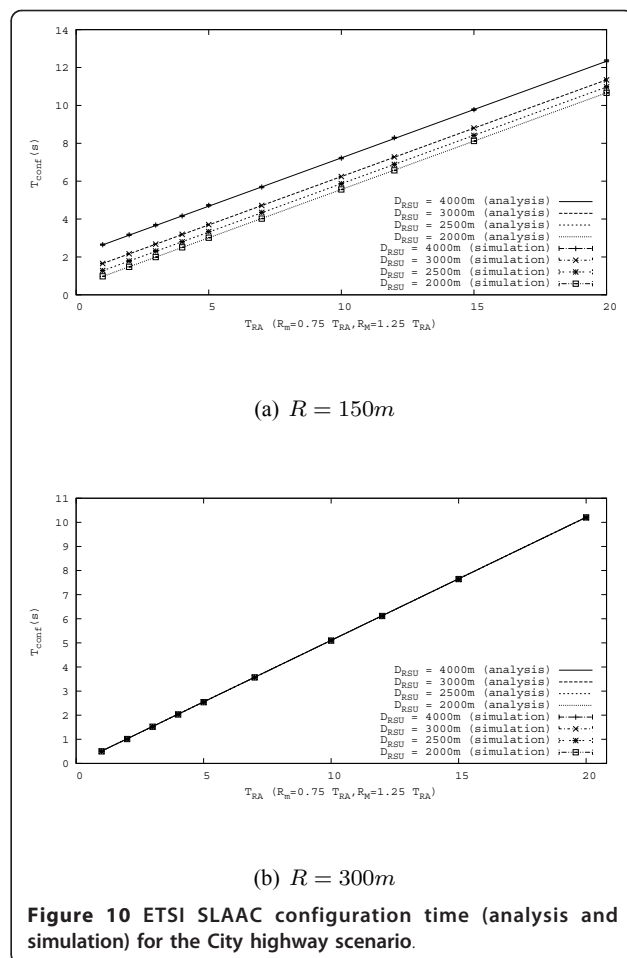 14
12
10
8
6
4
2
0
T_conf(s)
D_RSU = 4000m (analysis)
D_RSU = 3000m (analysis)
D_RSU = 2500m (analysis)
D_RSU = 2000m (analysis)
D_RSU = 4000m (simulation)
D_RSU = 3000m (simulation)
D_RSU = 2500m (simulation)
D_RSU = 2000m (simulation)
0 5 10 15 20
T_RA (R_m=0.75 T_RA,R_M=1.25 T_RA)
(a) R = 150m
11
10
9
8
7
6
5
4
3
2
1
0
T_conf(s)
D_RSU = 4000m (analysis)
D_RSU = 3000m (analysis)
D_RSU = 2500m (analysis)
D_RSU = 2000m (analysis)
D_RSU = 4000m (simulation)
D_RSU = 3000m (simulation)
D_RSU = 2500m (simulation)
D_RSU = 2000m (simulation)
0 5 10 15 20
T_RA (R_m=0.75 T_RA,R_M=1.25 T_RA)
(b) R = 300m
Figure 10 ETSI SLAAC configuration time (analysis and
simulation) for the City highway scenario.